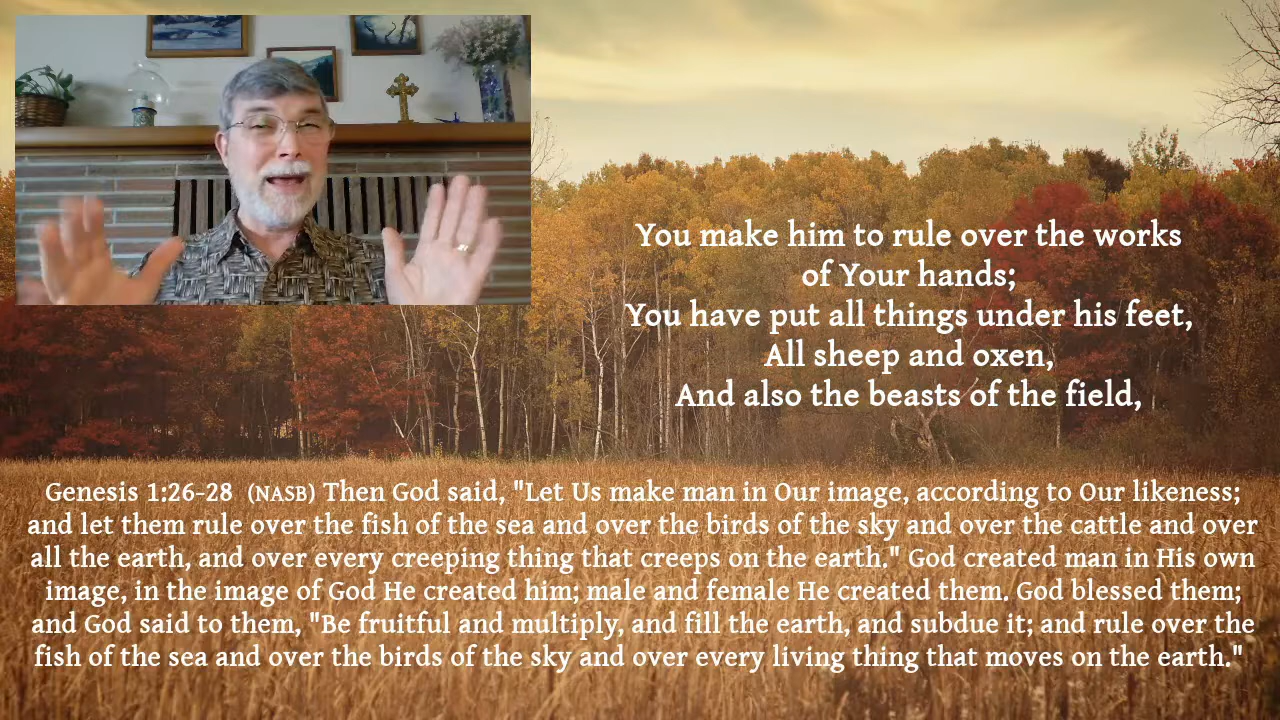 You make him to rule over the works
of Your hands;
You have put all things under his feet,
All sheep and oxen,
And also the beasts of the field,
Genesis 1:26-28 (NASB) Then God said, "Let Us make man in Our image, according to Our likeness;
and let them rule over the fish of the sea and over the birds of the sky and over the cattle and over
all the earth, and over every creeping thing that creeps on the earth." God created man in His own
image, in the image of God He created him; male and female He created them. God blessed them;
and God said to them, "Be fruitful and multiply, and fill the earth, and subdue it; and rule over the
fish of the sea and over the birds of the sky and over every living thing that moves on the earth."